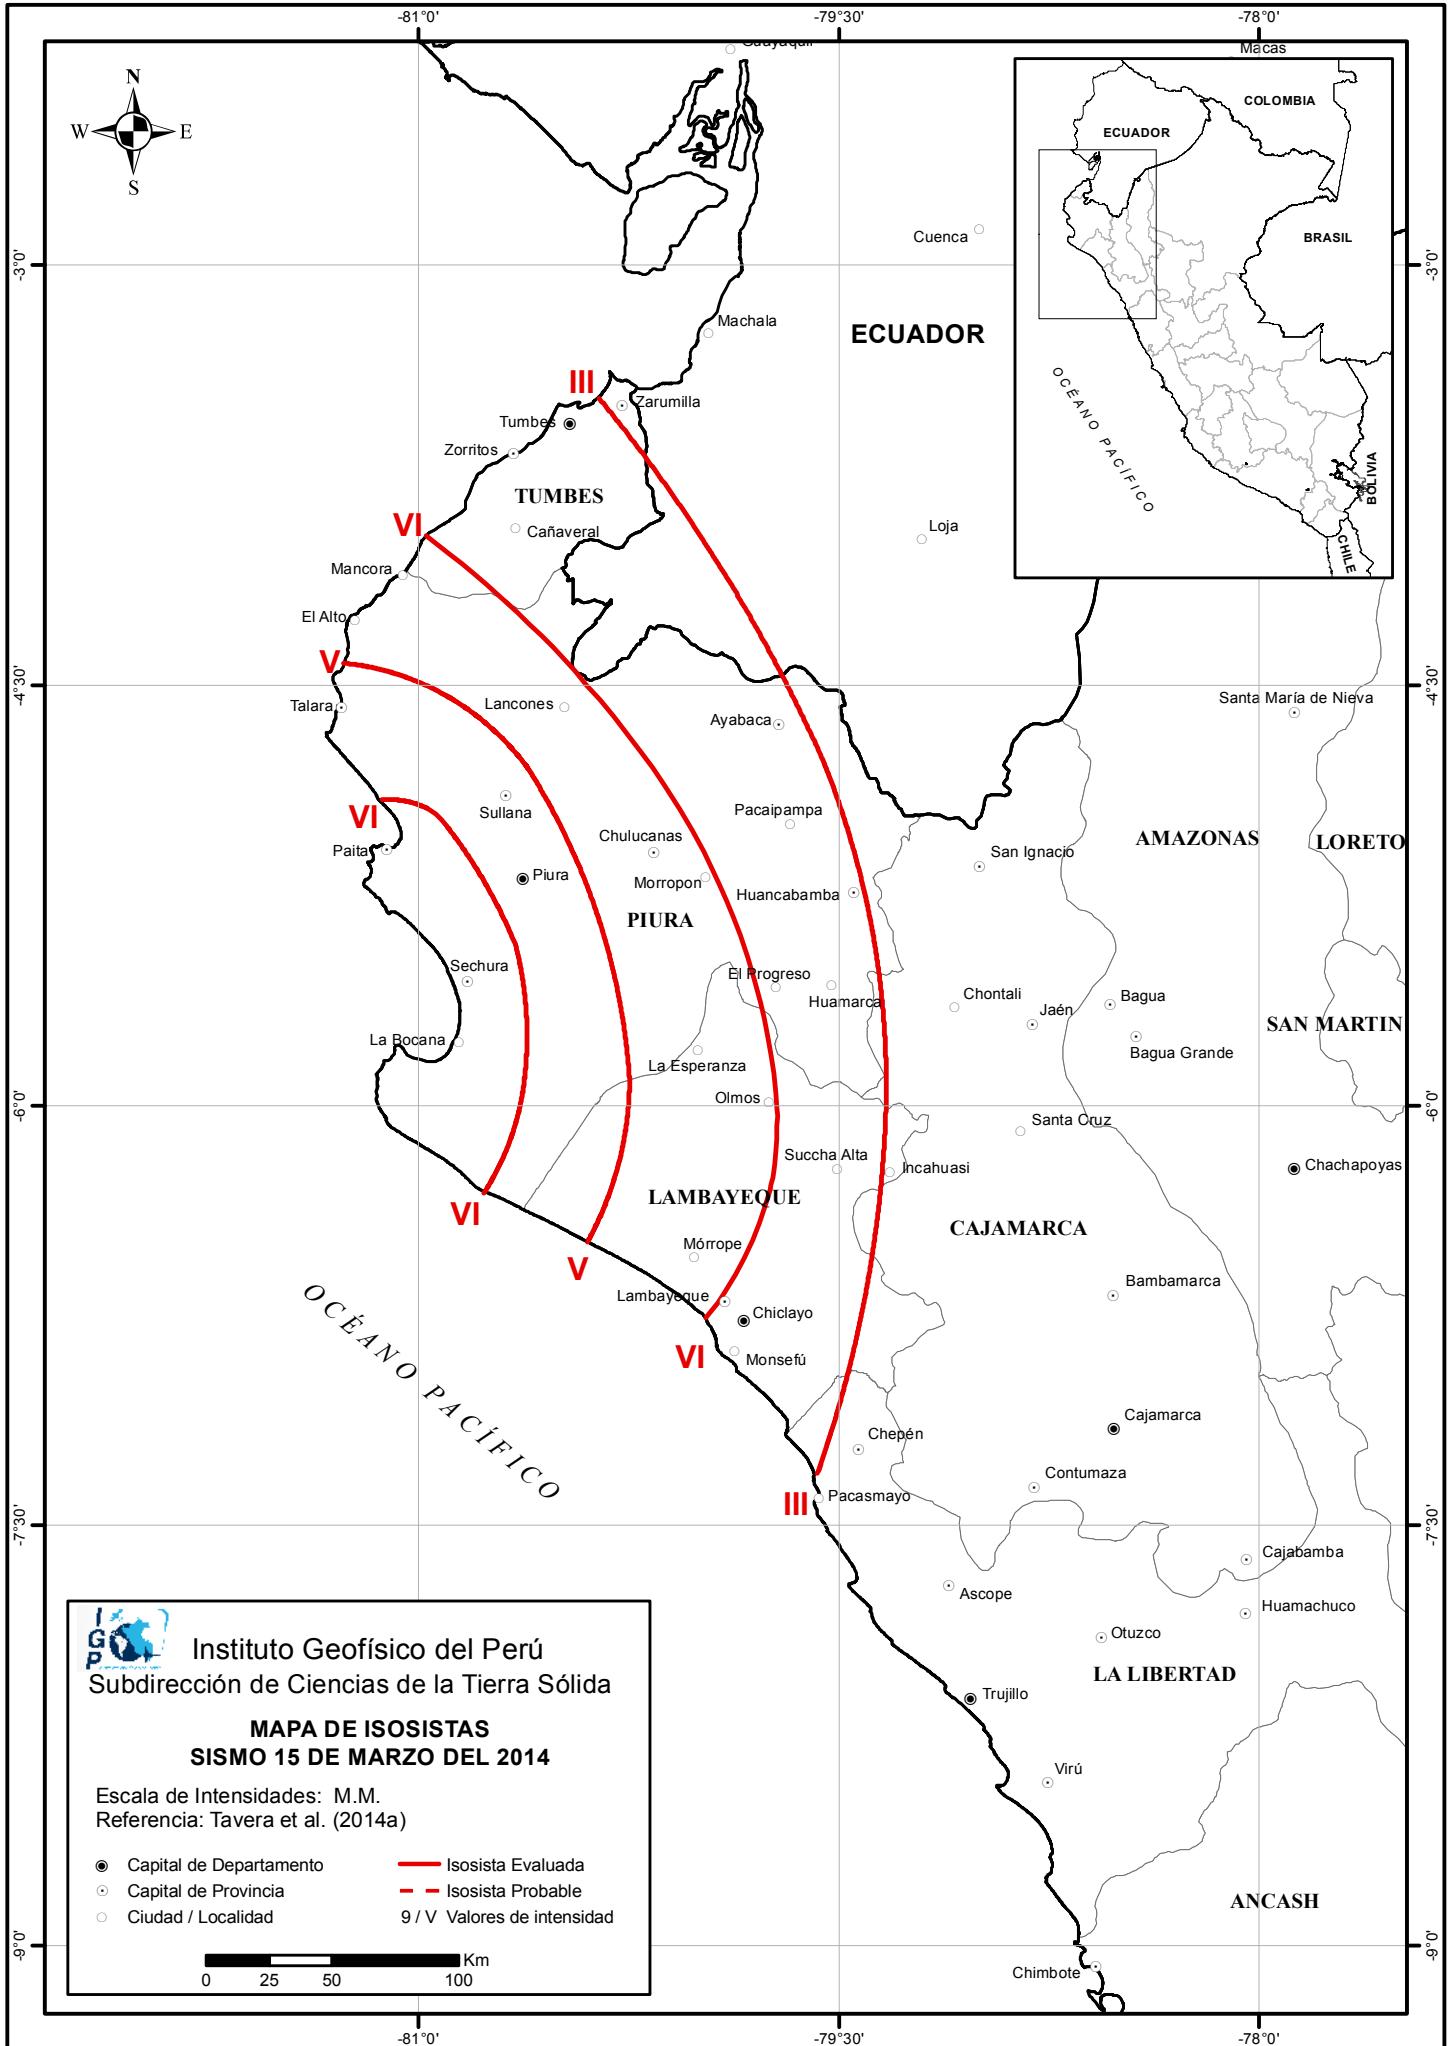 -81°0'
-79°30'
-78°0'
Guayaquil
Macas
N
W
E
S
COLOMBIA
ECUADOR
BRASIL
OCÉANO PACÍFICO
BOLIVIA
CHILE
Cuenca
-3°0'
-3°0'
Machala
ECUADOR
III
Zarumilla
Tumbes
Zorritos
TUMBES
VI
Cañaveral
Loja
Mancora
El Alto
V
-4°30'
-4°30'
Talara
Lancones
Ayabaca
Santa María de Nieva
Sullana
VI
Pacaipampa
Chulucanas
AMAZONAS
LORETO
Paita
San Ignacio
Piura
Morropon
Huancabamba
PIURA
Sechura
El Progreso
Huamarca
Chontali
Bagua
Jaén
SAN MARTIN
La Bocana
Bagua Grande
La Esperanza
Olmos
-6°0'
-6°0'
Santa Cruz
Succha Alta
Incahuasi
Chachapoyas
LAMBAYEQUE
VI
CAJAMARCA
Mórrope
V
Bambamarca
Lambayeque
Chiclayo
OCÉANO PACÍFICO
VI
Monsefú
Cajamarca
Chepén
Contumaza
III
Pacasmayo
-7°30'
-7°30'
Cajabamba
Ascope
Huamachuco
Otuzco
LA LIBERTAD
Trujillo
Virú
ANCASH
-9°0'
-9°0'
Chimbote
IGP
Instituto Geofísico del Perú
Subdirección de Ciencias de la Tierra Sólida
MAPA DE ISOSISTAS
SISMO 15 DE MARZO DEL 2014
Escala de Intensidades: M.M.
Referencia: Tavera et al. (2014a)
Capital de Departamento
Isosista Evaluada
Capital de Provincia
Isosista Probable
Ciudad / Localidad
9 / V Valores de intensidad
Km
0 25 50 100
-81°0'
-79°30'
-78°0'